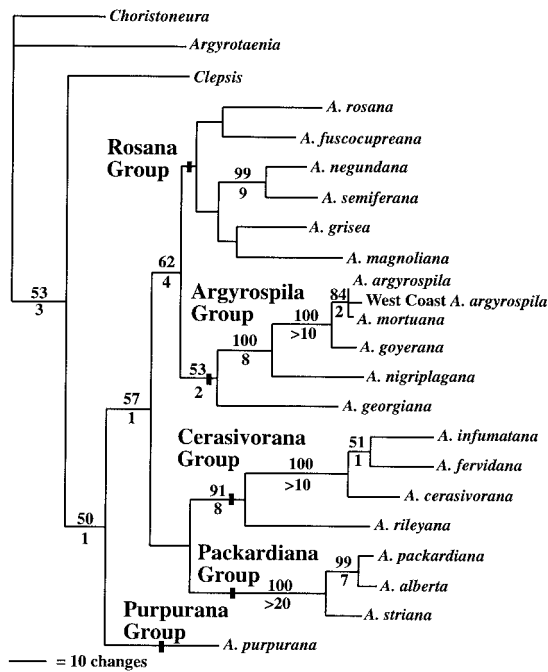 Choristoneura
Argyrotaenia
Clepsis
A. rosana
A. fuscocupreana
Rosana
Group
99
9
A. negundana
A. semiferana
A. grisea
A. magnoliana
62
4
53
3
Argyrospila
Group
A. argyrospila
84
2
West Coast A. argyrospila
A. mortuana
100
>10
A. goyerana
100
8
A. nigriplagana
53
2
A. georgiana
57
1
Cerasivorana
Group
51
1
A. infumatana
A. fervidana
100
>10
A. cerasivorana
91
8
A. rileyana
50
1
Packardiana
Group
99
7
A. packardiana
A. alberta
100
>20
A. striana
Purpurana
Group
A. purpurana
= 10 changes